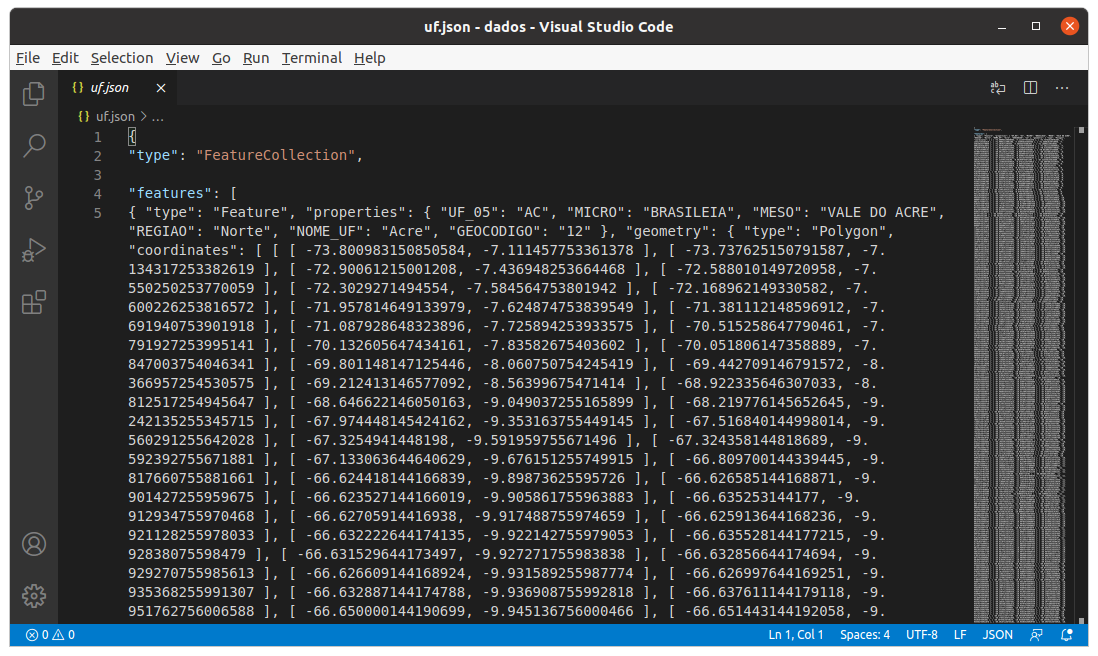 uf.json - dados - Visual Studio Code
File Edit Selection View Go Run Terminal Help
{} uf.json ×
{} uf.json > ...
1 {
2 "type": "FeatureCollection",
3
4 "features": [
5 { "type": "Feature", "properties": { "UF_05": "AC", "MICRO": "BRASILEIA", "MESO": "VALE DO ACRE",
"REGIAO": "Norte", "NOME_UF": "Acre", "GEOCODIGO": "12" }, "geometry": { "type": "Polygon",
"coordinates": [ [ [ -73.800983150850584, -7.111457753361378 ], [ -73.737625150791587, -7.
134317253382619 ], [ -72.90061215001208, -7.436948253664468 ], [ -72.588010149720958, -7.
550250253770059 ], [ -72.3029271494554, -7.584564753801942 ], [ -72.168962149330582, -7.
600226253816572 ], [ -71.957814649133979, -7.624874753839549 ], [ -71.381112148596912, -7.
691940753901918 ], [ -71.087928648323896, -7.725894253933575 ], [ -70.515258647790461, -7.
791927253995141 ], [ -70.132605647434161, -7.83582675403602 ], [ -70.051806147358889, -7.
847003754046341 ], [ -69.801148147125446, -8.060750754245419 ], [ -69.442709146791572, -8.
366957254530575 ], [ -69.212413146577092, -8.563996754714​14 ], [ -68.922335646307033, -8.
812517254945647 ], [ -68.646622146050163, -9.049037255165899 ], [ -68.219776145652645, -9.
242135255345715 ], [ -67.974448145424162, -9.353163755449145 ], [ -67.516840144998014, -9.
560291255642028 ], [ -67.3254941448198, -9.591959755671496 ], [ -67.324358144818689, -9.
592392755671881 ], [ -67.133063644640629, -9.676151255749915 ], [ -66.809700144339445, -9.
817660755881661 ], [ -66.624418144166839, -9.89873625595726 ], [ -66.626585144168871, -9.
901427255959675 ], [ -66.623527144166019, -9.905861755963883 ], [ -66.635253144177, -9.
912934755970468 ], [ -66.62705914416938, -9.917488755974659 ], [ -66.625913644168236, -9.
921128255978033 ], [ -66.632222644174135, -9.922142755979053 ], [ -66.635528144177215, -9.
92838075598479 ], [ -66.631529644173497, -9.927271755983838 ], [ -66.632856644174694, -9.
929270755985613 ], [ -66.626609144168924, -9.931589255987774 ], [ -66.626997644169251, -9.
935368255991307 ], [ -66.632887144174788, -9.936908755992818 ], [ -66.637611144179118, -9.
951762756006588 ], [ -66.650000144190699, -9.945136756000466 ], [ -66.651443144192058, -9.
0 0 Ln 1, Col 1 Spaces: 4 UTF-8 LF JSON